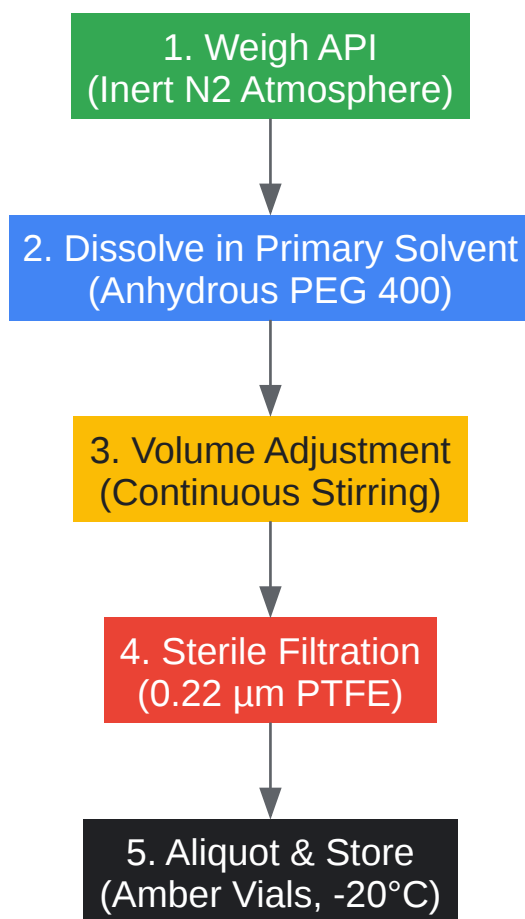 1. Weigh API
(Inert N2 Atmosphere)
2. Dissolve in Primary Solvent
(Anhydrous PEG 400)
3. Volume Adjustment
(Continuous Stirring)
4. Sterile Filtration
(0.22 µm PTFE)
5. Aliquot & Store
(Amber Vials, -20°C)